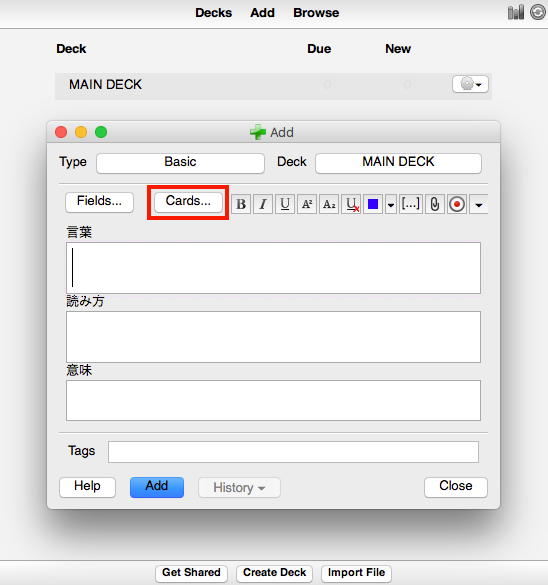 Decks Add Browse
Deck Due New
MAIN DECK 0 0
Add
Type Basic Deck MAIN DECK
Fields... Cards... B I U A² A₂ U [...]
言葉
読み方
意味
Tags
Help Add History Close
Get Shared Create Deck Import File